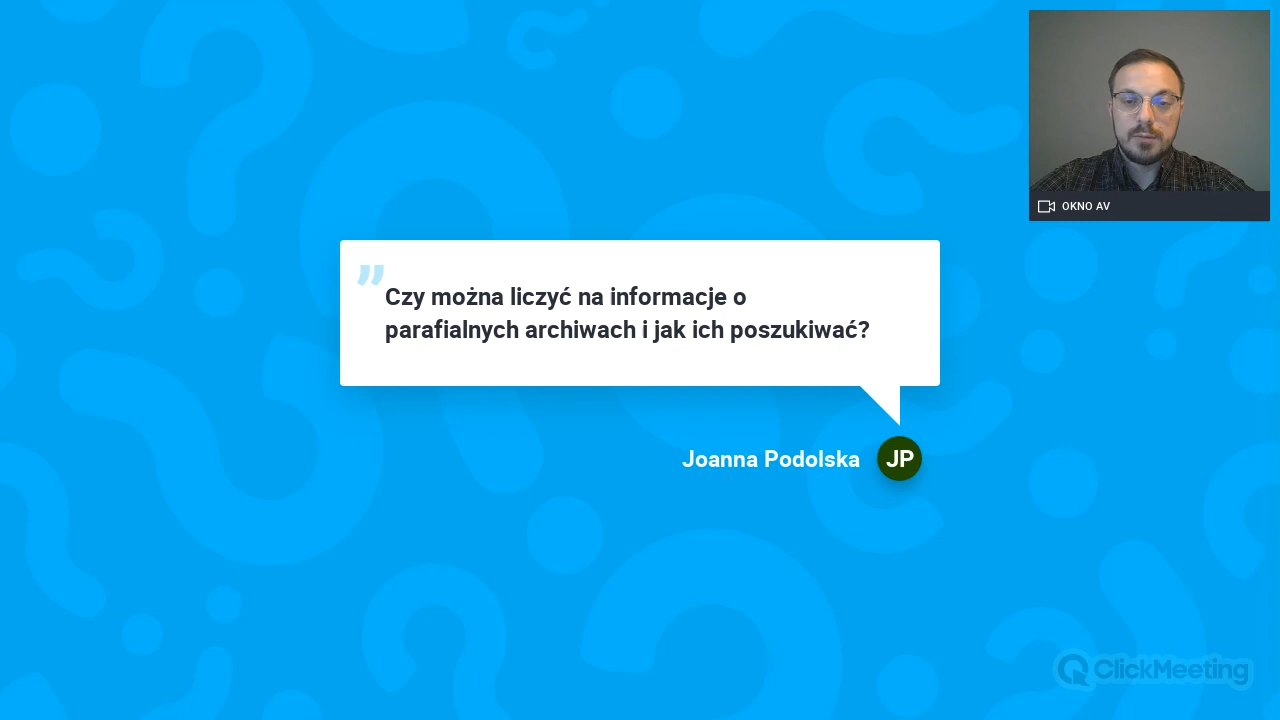 OKNO AV
” Czy można liczyć na informacje o
parafialnych archiwach i jak ich poszukiwać?
Joanna Podolska JP
ClickMeeting